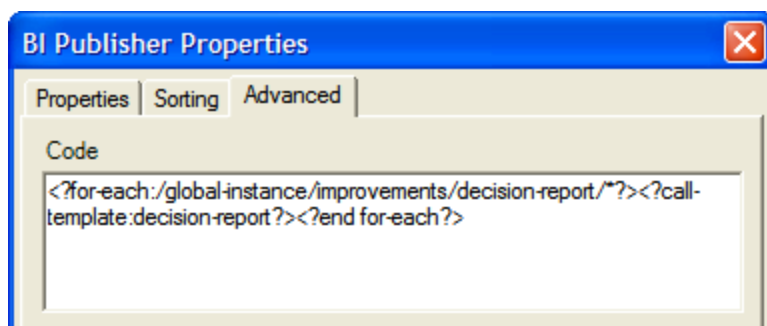 BI Publisher Properties
Properties Sorting Advanced
Code
<?for-each:/global-instance/improvements/decision-report/*?><?call-
template:decision-report?><?end for-each?>